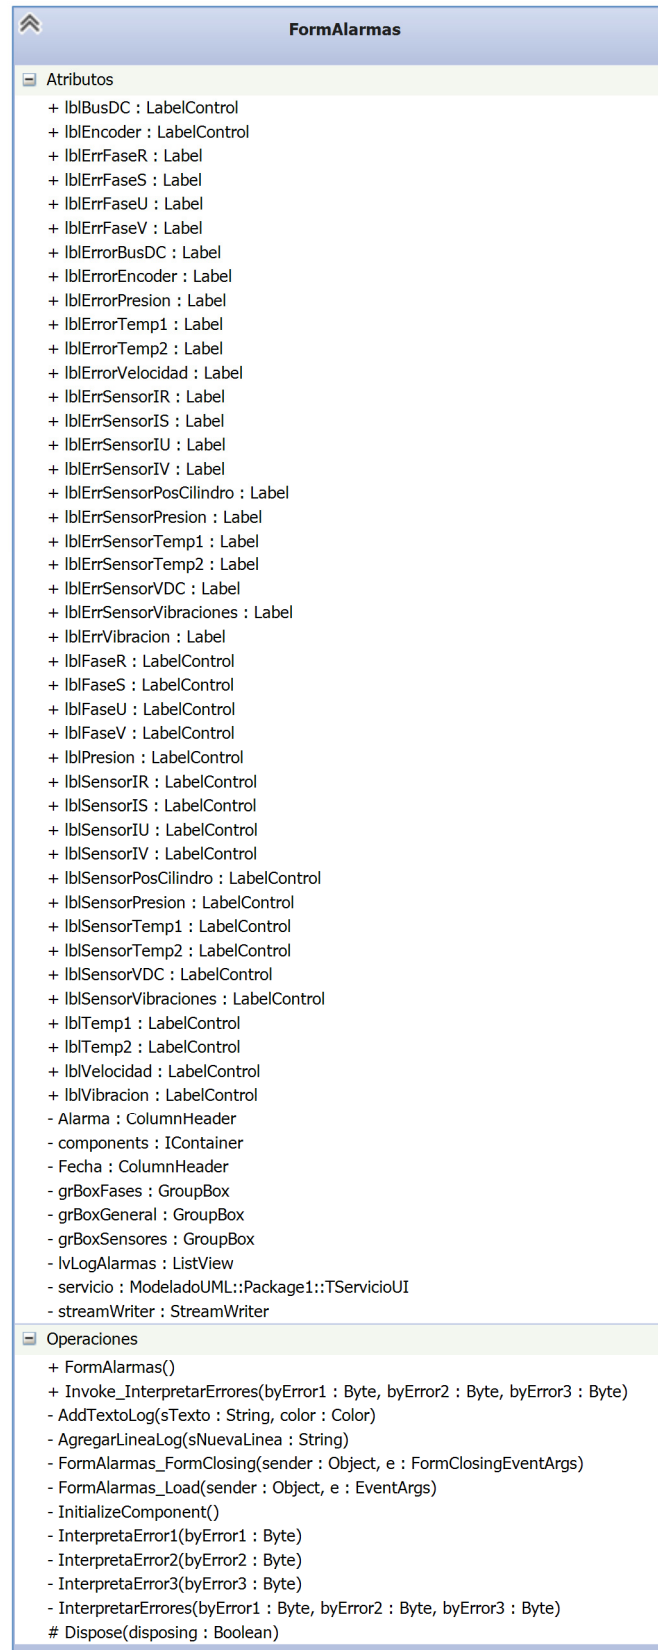 FormAlarmas
Atributos
+ lblBusDC : LabelControl
+ lblEncoder : LabelControl
+ lblErrFaseR : Label
+ lblErrFaseS : Label
+ lblErrFaseU : Label
+ lblErrFaseV : Label
+ lblErrorBusDC : Label
+ lblErrorEncoder : Label
+ lblErrorPresion : Label
+ lblErrorTemp1 : Label
+ lblErrorTemp2 : Label
+ lblErrorVelocidad : Label
+ lblErrSensorIR : Label
+ lblErrSensorIS : Label
+ lblErrSensorIU : Label
+ lblErrSensorIV : Label
+ lblErrSensorPosCilindro : Label
+ lblErrSensorPresion : Label
+ lblErrSensorTemp1 : Label
+ lblErrSensorTemp2 : Label
+ lblErrSensorVDC : Label
+ lblErrSensorVibraciones : Label
+ lblErrVibracion : Label
+ lblFaseR : LabelControl
+ lblFaseS : LabelControl
+ lblFaseU : LabelControl
+ lblFaseV : LabelControl
+ lblPresion : LabelControl
+ lblSensorIR : LabelControl
+ lblSensorIS : LabelControl
+ lblSensorIU : LabelControl
+ lblSensorIV : LabelControl
+ lblSensorPosCilindro : LabelControl
+ lblSensorPresion : LabelControl
+ lblSensorTemp1 : LabelControl
+ lblSensorTemp2 : LabelControl
+ lblSensorVDC : LabelControl
+ lblSensorVibraciones : LabelControl
+ lblTemp1 : LabelControl
+ lblTemp2 : LabelControl
+ lblVelocidad : LabelControl
+ lblVibracion : LabelControl
- Alarma : ColumnHeader
- components : IContainer
- Fecha : ColumnHeader
- grBoxFases : GroupBox
- grBoxGeneral : GroupBox
- grBoxSensores : GroupBox
- lvLogAlarmas : ListView
- servicio : ModeladoUML::Package1::TServicioUI
- streamWriter : StreamWriter
Operaciones
+ FormAlarmas()
+ Invoke_InterpretarErrores(byError1 : Byte, byError2 : Byte, byError3 : Byte)
- AddTextoLog(sTexto : String, color : Color)
- AgregarLineaLog(sNuevaLinea : String)
- FormAlarmas_FormClosing(sender : Object, e : FormClosingEventArgs)
- FormAlarmas_Load(sender : Object, e : EventArgs)
- InitializeComponent()
- InterpretaError1(byError1 : Byte)
- InterpretaError2(byError2 : Byte)
- InterpretaError3(byError3 : Byte)
- InterpretarErrores(byError1 : Byte, byError2 : Byte, byError3 : Byte)
# Dispose(disposing : Boolean)